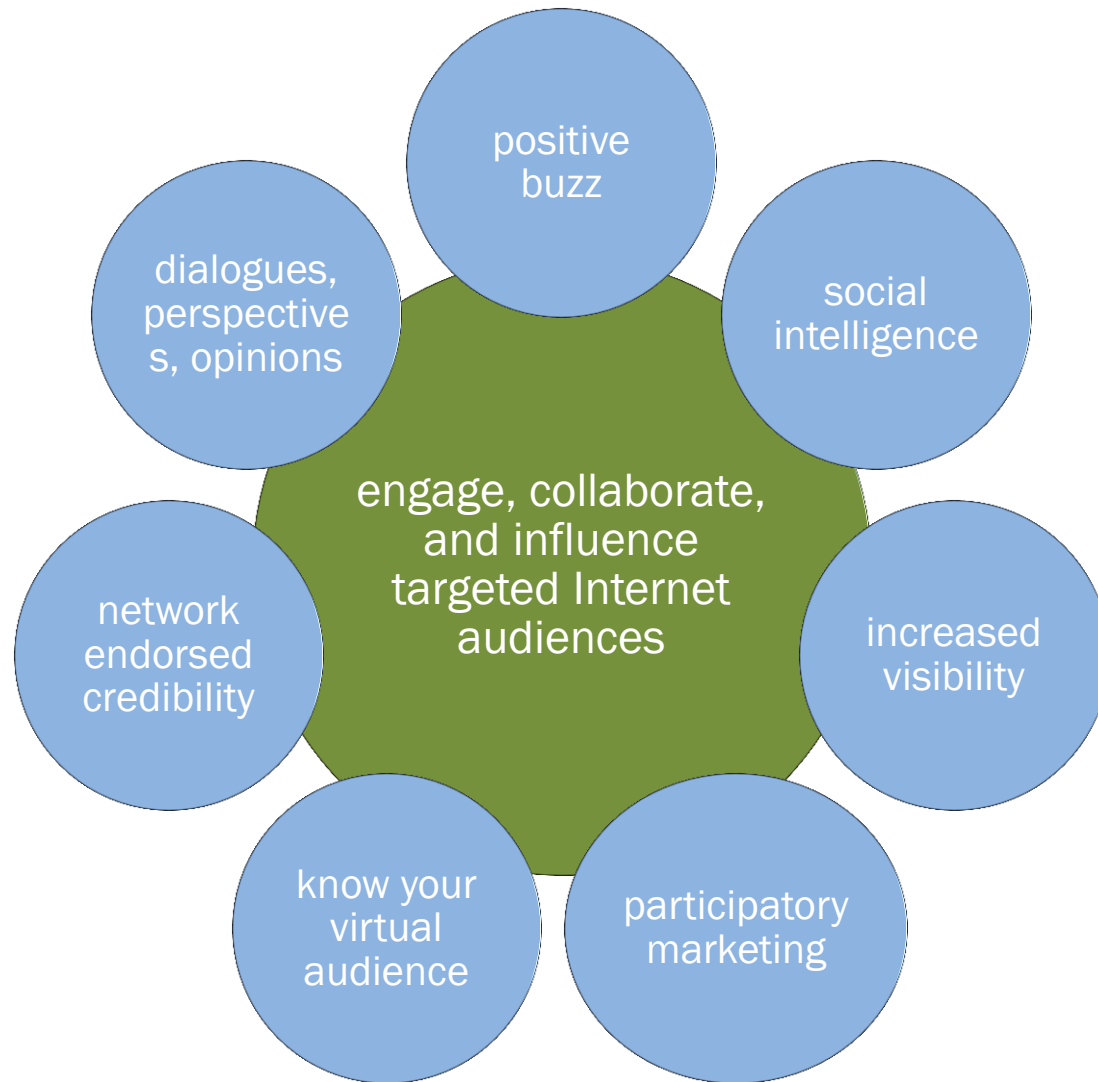 positive
buzz
social
intelligence
increased
visibility
participatory
marketing
know your
virtual
audience
network
endorsed
credibility
dialogues,
perspective
s, opinions
engage, collaborate,
and influence
targeted Internet
audiences